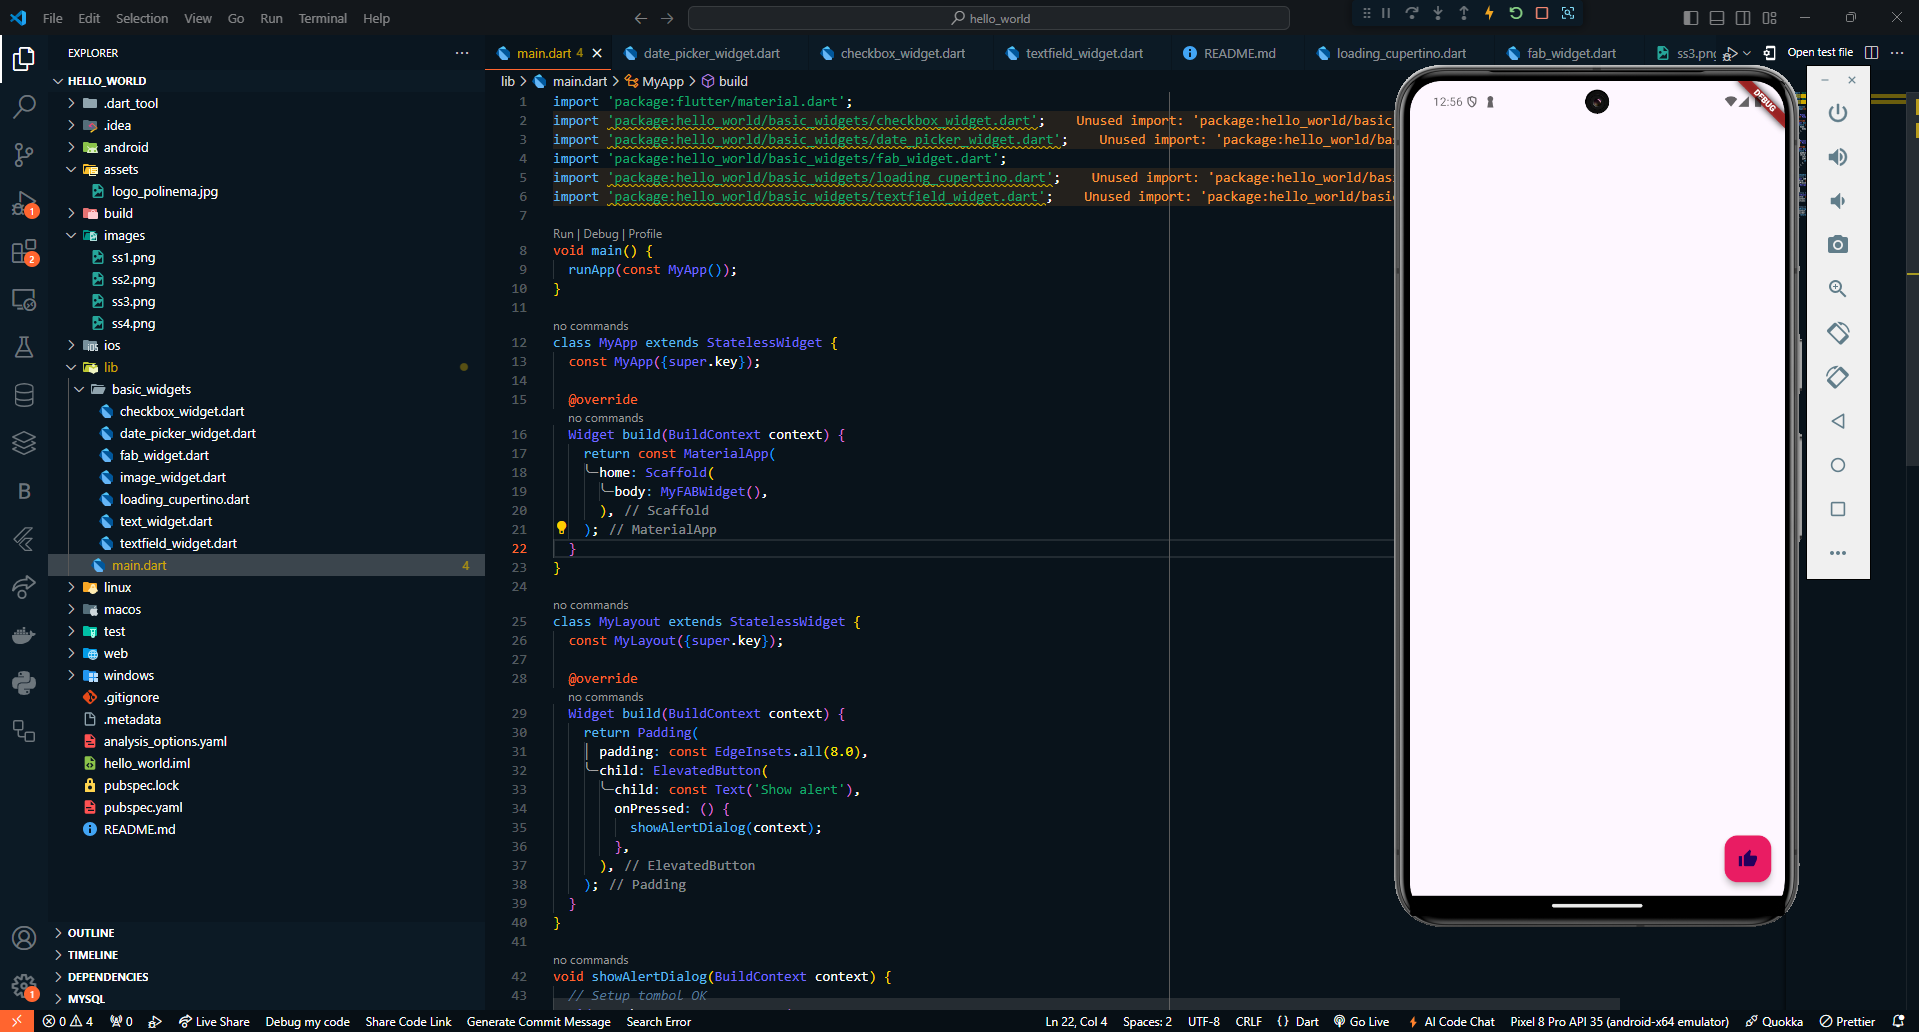 File Edit Selection View Go Run Terminal Help
hello_world
EXPLORER
HELLO_WORLD
.dart_tool
.idea
android
assets
logo_polinema.jpg
build
images
ss1.png
ss2.png
ss3.png
ss4.png
ios
lib
basic_widgets
checkbox_widget.dart
date_picker_widget.dart
fab_widget.dart
image_widget.dart
loading_cupertino.dart
text_widget.dart
textfield_widget.dart
main.dart 4
linux
macos
test
web
windows
.gitignore
.metadata
analysis_options.yaml
hello_world.iml
pubspec.lock
pubspec.yaml
README.md
OUTLINE
TIMELINE
DEPENDENCIES
MYSQL
1
2
B
1
main.dart 4 date_picker_widget.dart checkbox_widget.dart textfield_widget.dart README.md loading_cupertino.dart fab_widget.dart ss3.png Open test file
lib > main.dart > MyApp > build
1 import 'package:flutter/material.dart';
2 import 'package:hello_world/basic_widgets/checkbox_widget.dart'; Unused import: 'package:hello_world/basic_
3 import 'package:hello_world/basic_widgets/date_picker_widget.dart'; Unused import: 'package:hello_world/bas
4 import 'package:hello_world/basic_widgets/fab_widget.dart';
5 import 'package:hello_world/basic_widgets/loading_cupertino.dart'; Unused import: 'package:hello_world/basi
6 import 'package:hello_world/basic_widgets/textfield_widget.dart'; Unused import: 'package:hello_world/basic
7
Run | Debug | Profile
8 void main() {
9 runApp(const MyApp());
10 }
11
no commands
12 class MyApp extends StatelessWidget {
13 const MyApp({super.key});
14
15 @override
no commands
16 Widget build(BuildContext context) {
17 return const MaterialApp(
18 home: Scaffold(
19 body: MyFABWidget(),
20 ), // Scaffold
21 ); // MaterialApp
22 }
23 }
24
no commands
25 class MyLayout extends StatelessWidget {
26 const MyLayout({super.key});
27
28 @override
no commands
29 Widget build(BuildContext context) {
30 return Padding(
31 padding: const EdgeInsets.all(8.0),
32 child: ElevatedButton(
33 child: const Text('Show alert'),
34 onPressed: () {
35 showAlertDialog(context);
36 },
37 ), // ElevatedButton
38 ); // Padding
39 }
40 }
41
no commands
42 void showAlertDialog(BuildContext context) {
43 // Setup tombol OK
12:56
DEBUG
0 4 0 Live Share Debug my code Share Code Link Generate Commit Message Search Error Ln 22, Col 4 Spaces: 2 UTF-8 CRLF {} Dart Go Live AI Code Chat Pixel 8 Pro API 35 (android-x64 emulator) Quokka Prettier